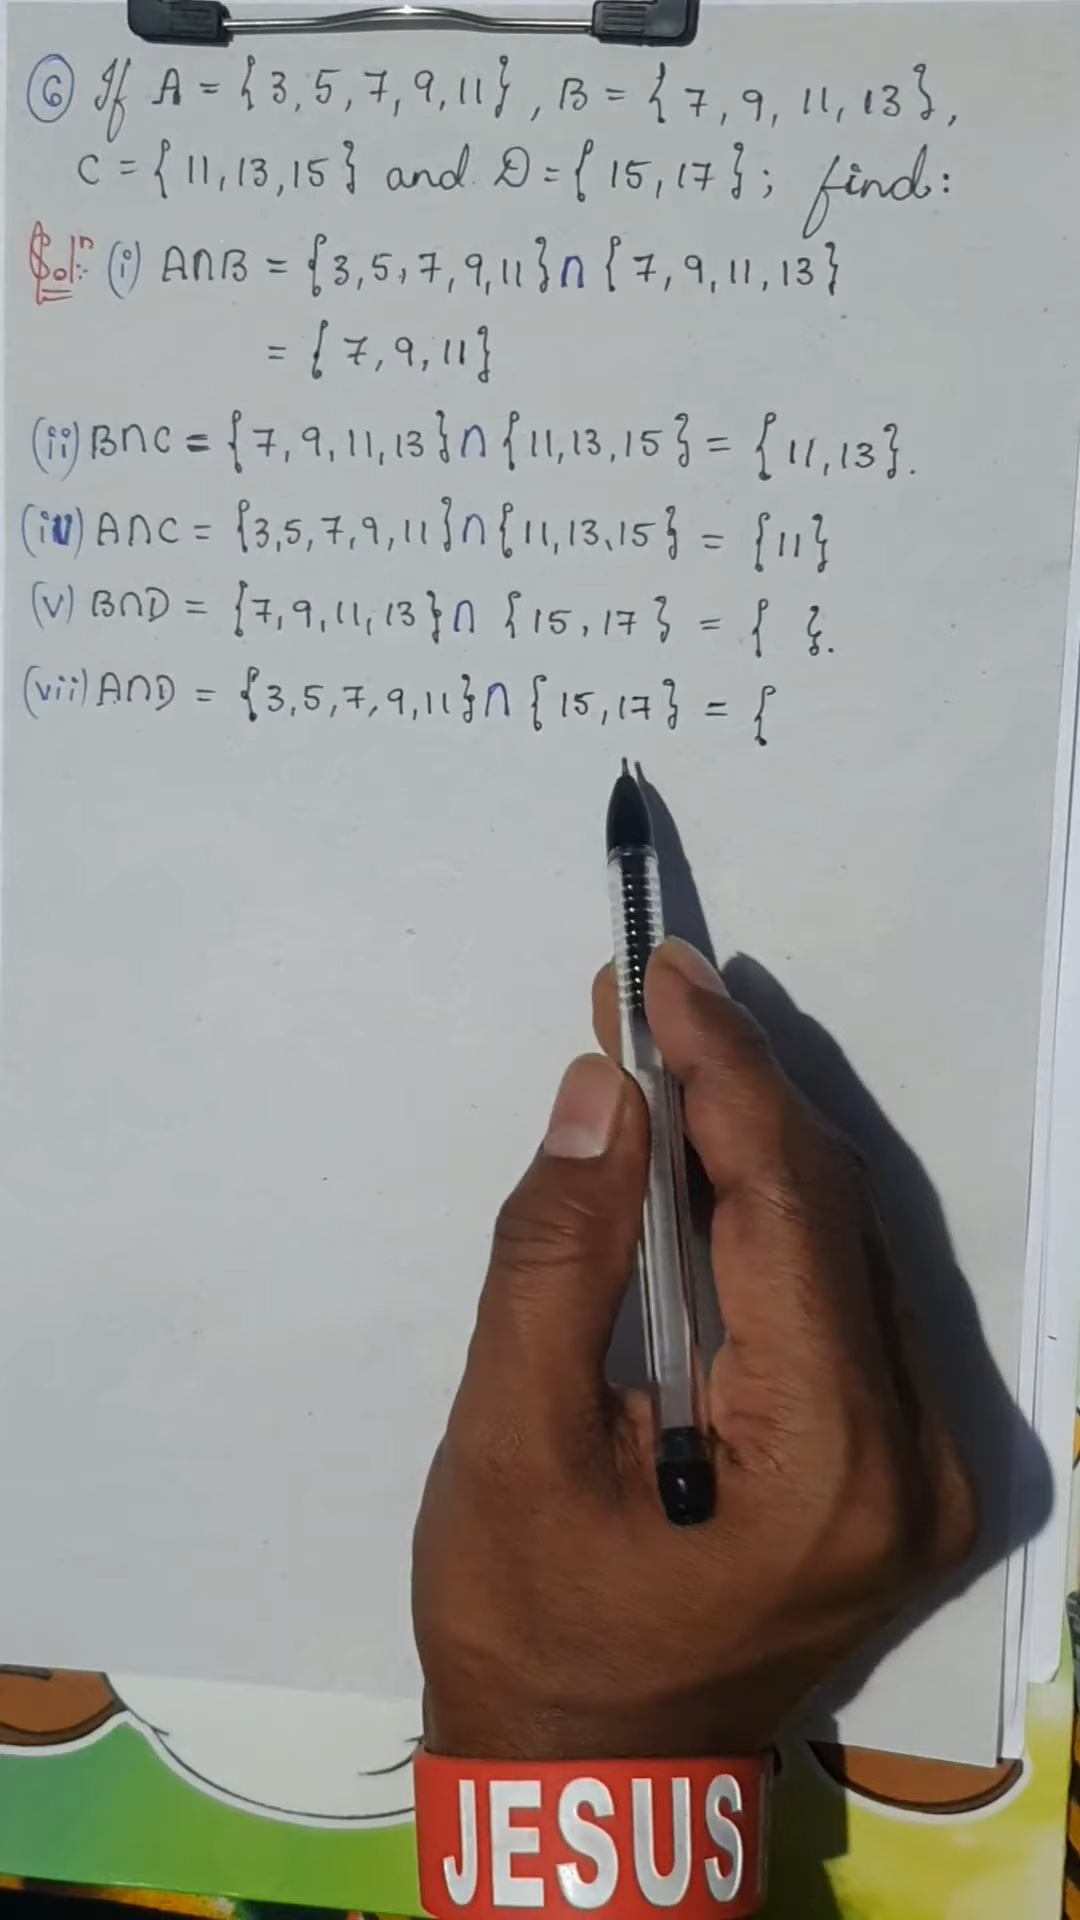 6 If A = {3,5,7,9,11}, B = {7, 9, 11, 13},
C = {11,13,15} and D = {15,17}; find:
Solⁿ:- (i) A∩B = {3,5,7,9,11}∩{7,9,11,13}
= {7,9,11}
(ii) B∩C = {7,9,11,13}∩{11,13,15} = {11,13}.
(iv) A∩C = {3,5,7,9,11}∩{11,13,15} = {11}
(v) B∩D = {7,9,11,13}∩{15,17} = { }.
(vii) A∩D = {3,5,7,9,11}∩{15,17} = {
JESUS